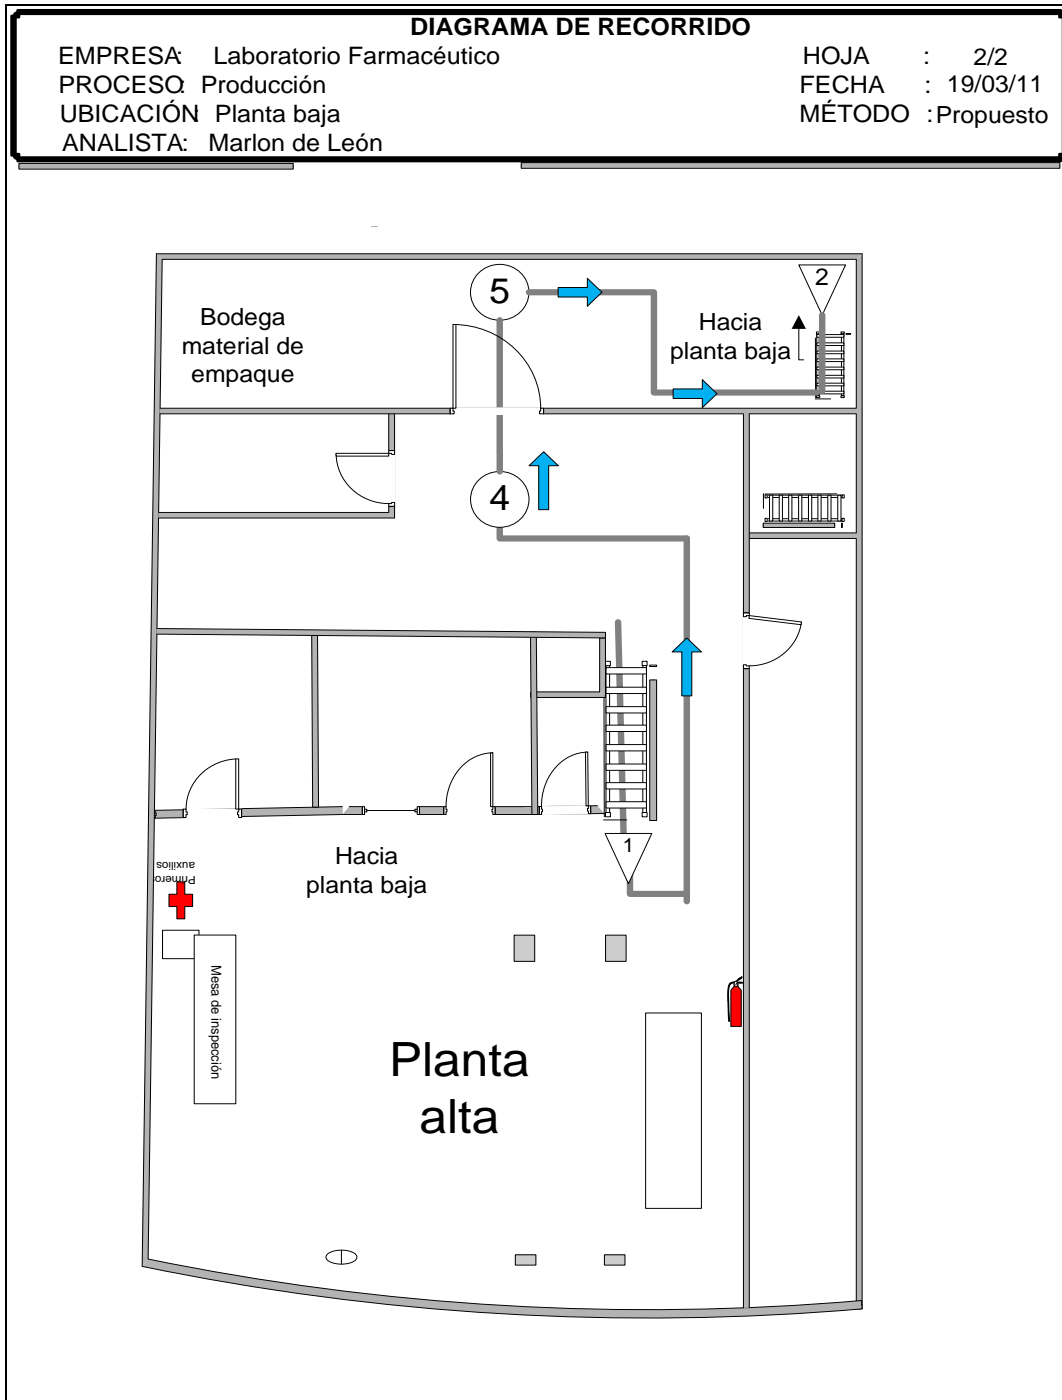 DIAGRAMA DE RECORRIDO
EMPRESA: Laboratorio Farmacéutico
HOJA : 2/2
PROCESO: Producción
FECHA : 19/03/11
UBICACIÓN: Planta baja
MÉTODO : Propuesto
ANALISTA: Marlon de León
5
2
Bodega
material de
empaque
Hacia
planta baja
4
1
Hacia
planta baja
Primeros
auxilios
Mesa de inspección
Planta
alta